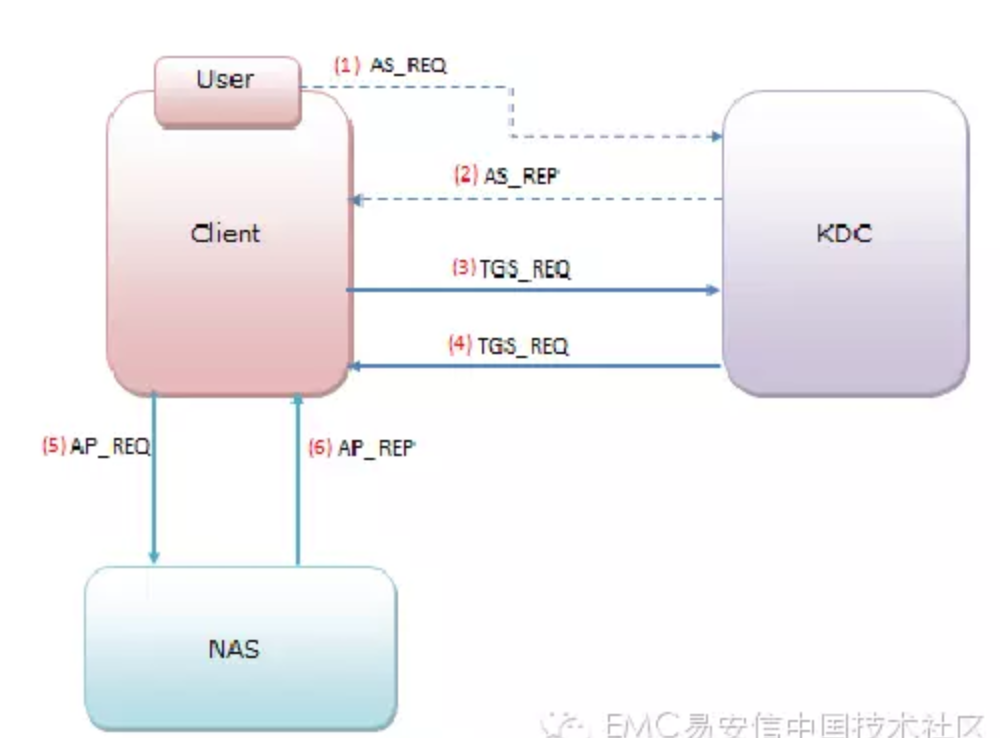 User
(1) AS_REQ
(2) AS_REP
Client
KDC
(3) TGS_REQ
(4) TGS_REQ
(5) AP_REQ
(6) AP_REP
NAS
EMC易安信中国技术社区